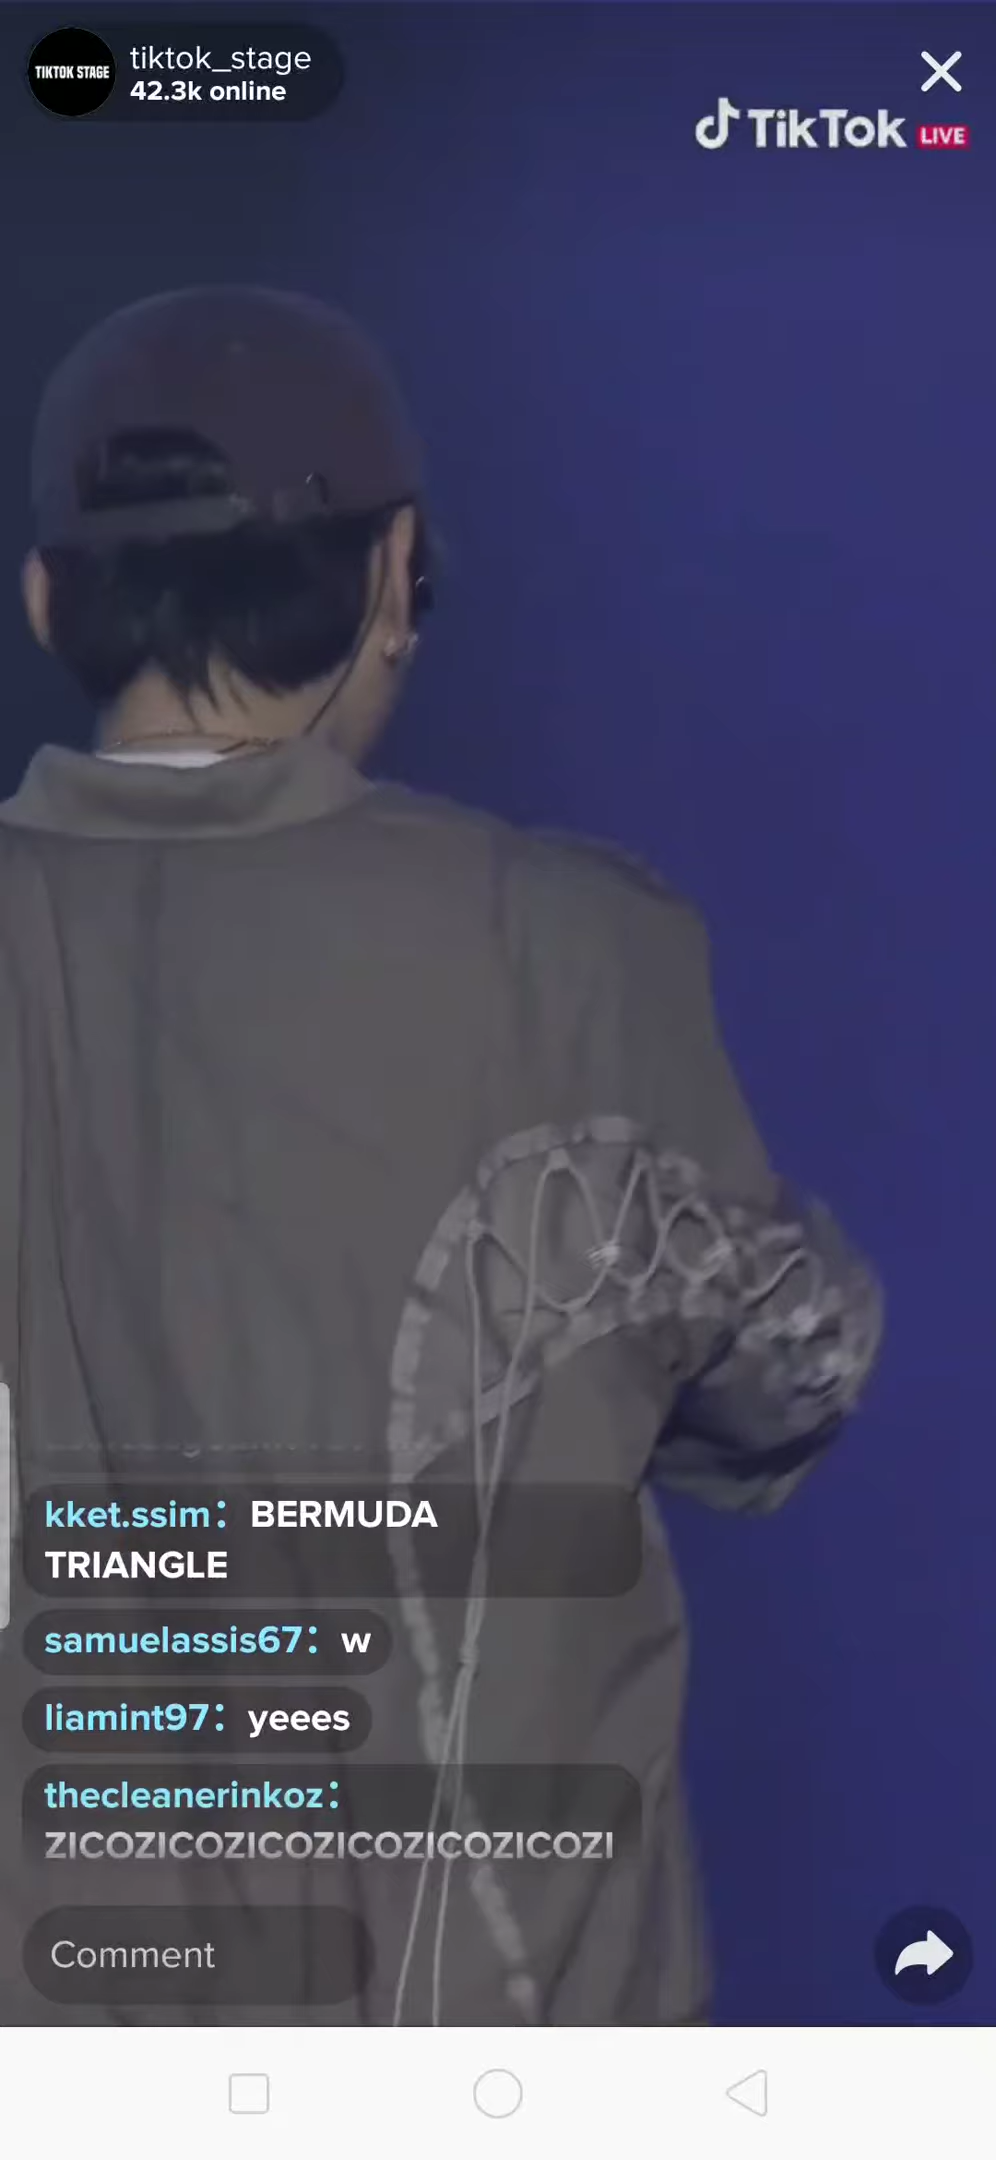 TIKTOK STAGE
tiktok_stage
42.3k online
TikTok LIVE
kket.ssim: BERMUDA
TRIANGLE
samuelassis67: w
liamint97: yeees
thecleanerinkoz:
ZICOZICOZICOZICOZICOZICOZI
Comment